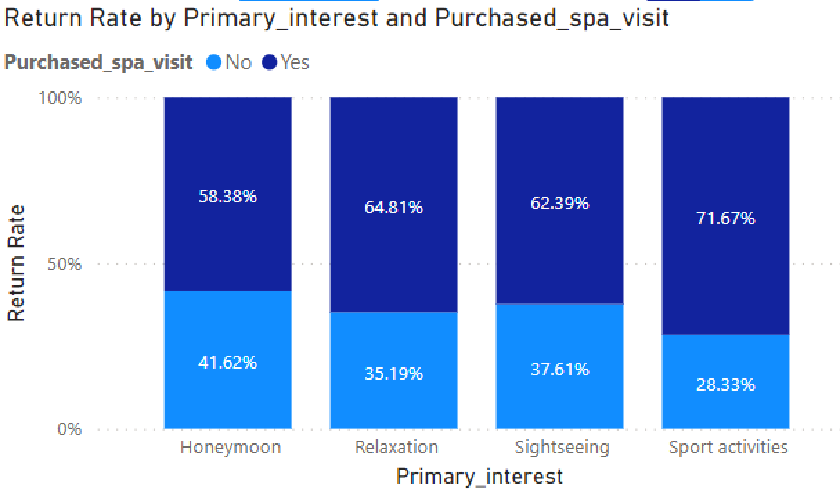 Return Rate by Primary_interest and Purchased_spa_visit
Purchased_spa_visit No Yes
100%
50%
0%
Return Rate
58.38%
64.81%
62.39%
71.67%
41.62%
35.19%
37.61%
28.33%
Honeymoon Relaxation Sightseeing Sport activities
Primary_interest